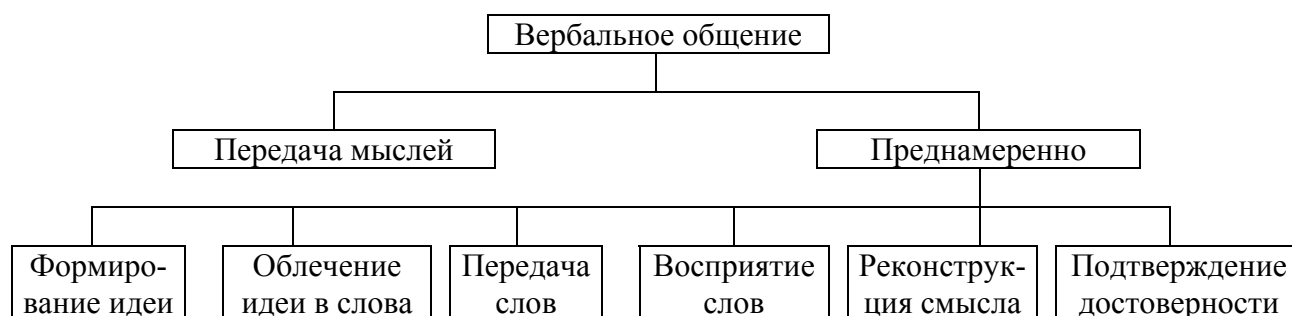 Вербальное общение
Передача мыслей
Преднамеренно
Формиро-
вание идеи
Облечение
идеи в слова
Передача
слов
Восприятие
слов
Реконструк-
ция смысла
Подтверждение
достоверности